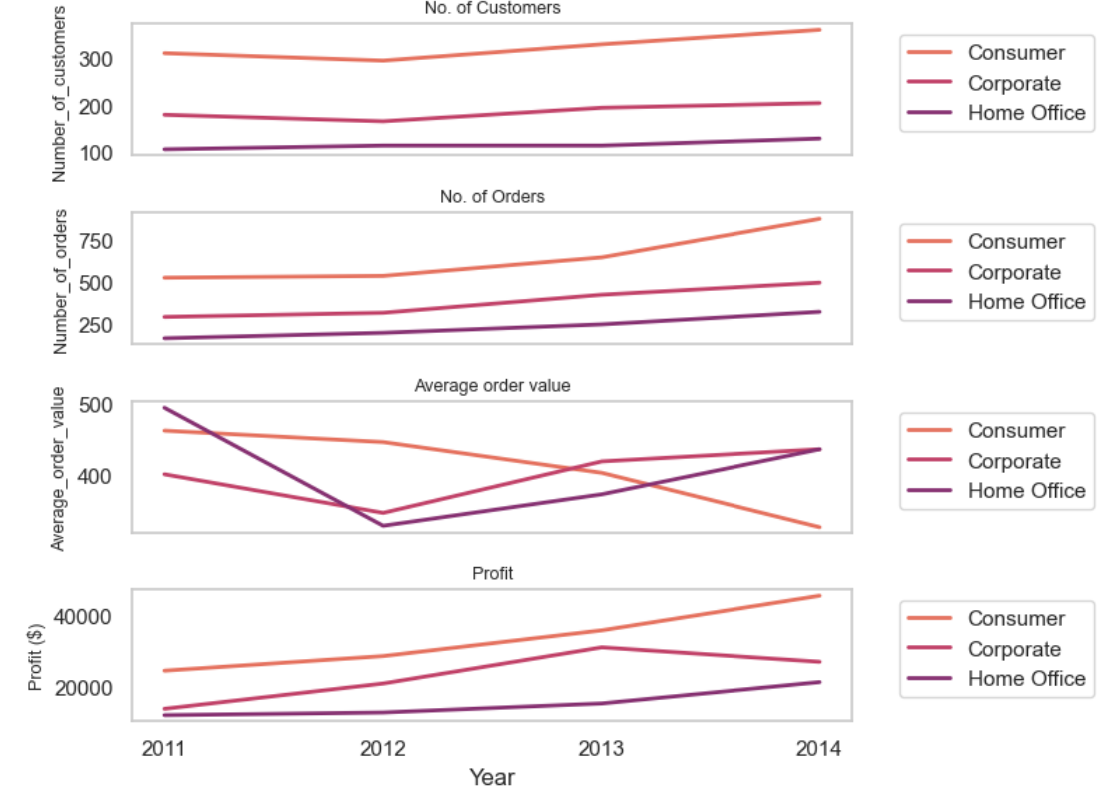 No. of Customers
Number_of_customers
300
200
100
Consumer
Corporate
Home Office
No. of Orders
Number_of_orders
750
500
250
Consumer
Corporate
Home Office
Average order value
Average_order_value
500
400
Consumer
Corporate
Home Office
Profit
Profit ($)
40000
20000
Consumer
Corporate
Home Office
2011 2012 2013 2014
Year